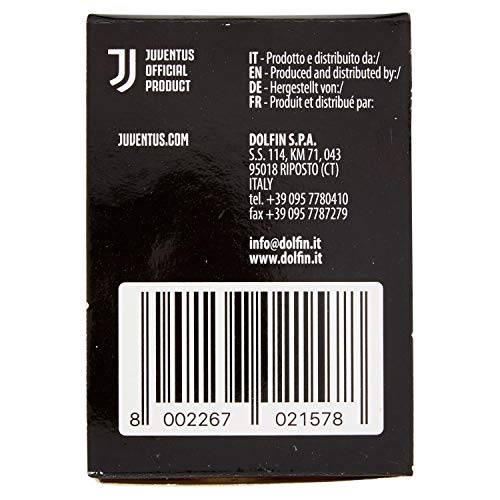 JUVENTUS
OFFICIAL
PRODUCT
JUVENTUS.COM
IT - Prodotto e distribuito da:/
EN - Produced and distributed by:/
DE - Hergestellt von:/
FR - Produit et distribué par:
DOLFIN S.P.A.
S.S. 114, KM 71, 043
95018 RIPOSTO (CT)
ITALY
tel. +39 095 7780410
fax +39 095 7787279
info@dolfin.it
www.dolfin.it
8 002267 021578